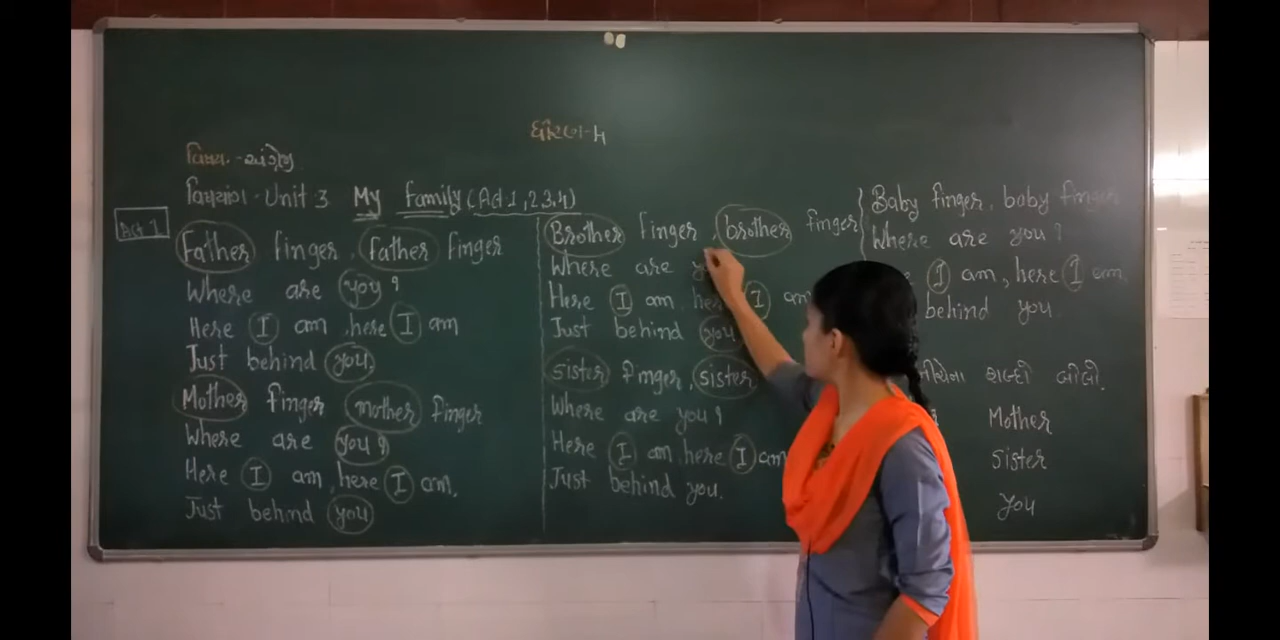 ધોરણ-૫
વિષય - અંગ્રેજી
વિષયાંગ - Unit: 3 My Family (Act 1, 2, 3, 4)
Act 1
Father finger, father finger
Where are you?
Here I am, here I am
Just behind you.
Mother finger mother finger
Where are you?
Here I am, here I am.
Just behind you
Brother finger, brother finger
Where are
Here I am, I am
Just behind you
sister finger, sister
Where are you?
Here I am, here I am
Just behind you.
Baby finger, baby finger
Where are you?
I am, here I am
behind you
શબ્દો બોલો.
Mother
sister
you